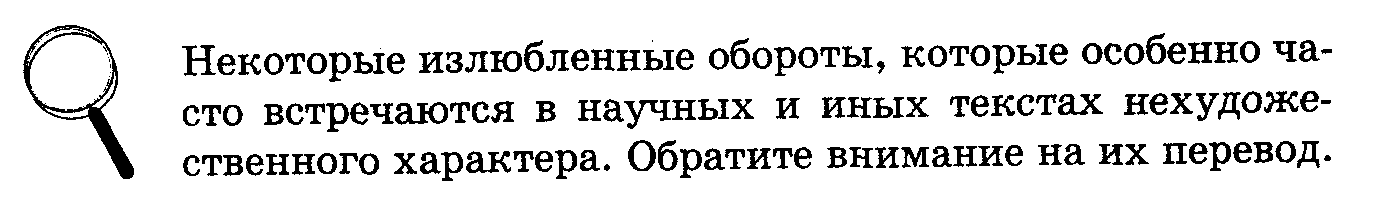 Некоторые излюбленные обороты, которые особенно ча-
сто встречаются в научных и иных текстах нехудоже-
ственного характера. Обратите внимание на их перевод.